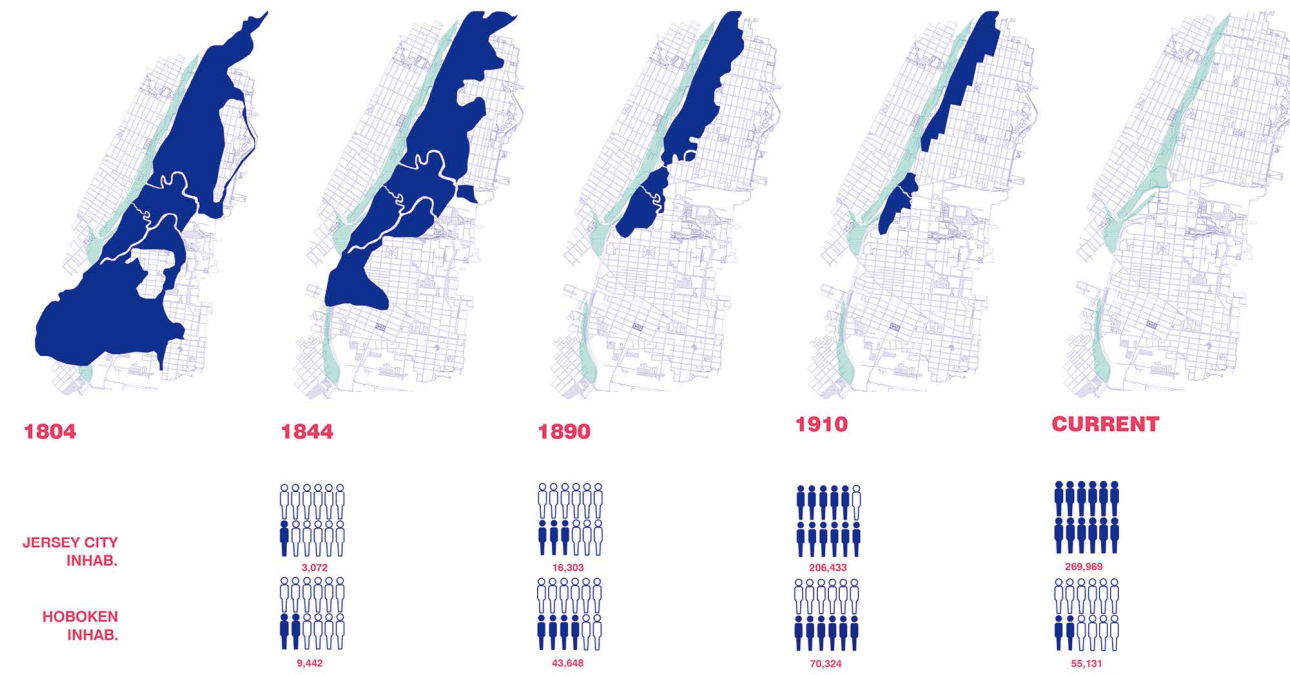 1804
1844
1890
1910
CURRENT
JERSEY CITY
INHAB.
3,072
16,303
206,433
269,969
HOBOKEN
INHAB.
9,442
43,648
70,324
55,131